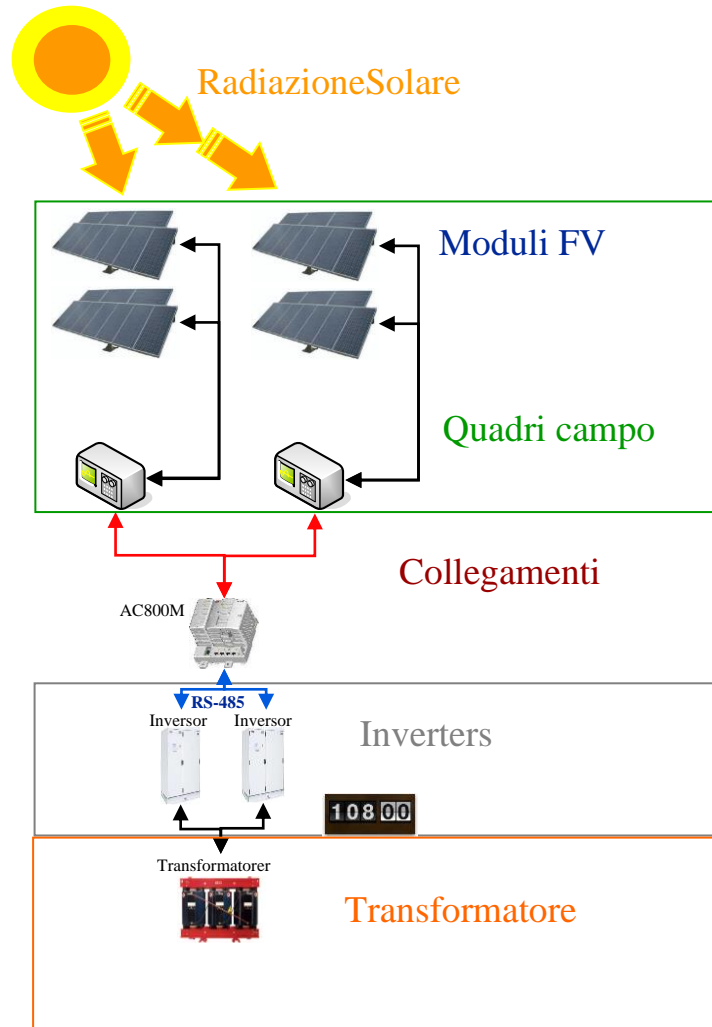 RadiazioneSolare
Moduli FV
Quadri campo
Collegamenti
AC800M
RS-485
Inversor Inversor
Inverters
10800
Transformatorer
Transformatore